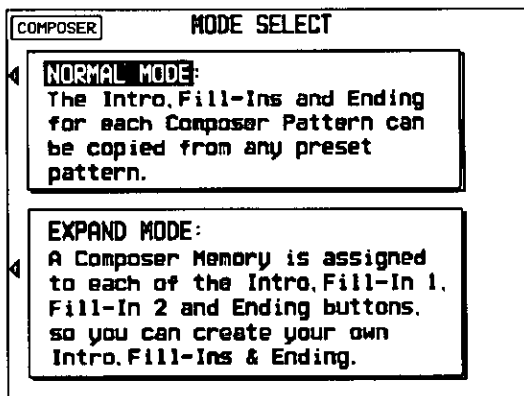 COMPOSER
MODE SELECT
NORMAL MODE:
The Intro,Fill-Ins and Ending
for each Composer Pattern can
be copied from any preset
pattern.
EXPAND MODE:
A Composer Memory is assigned
to each of the Intro,Fill-In 1,
Fill-In 2 and Ending buttons,
so you can create your own
Intro,Fill-Ins & Ending.